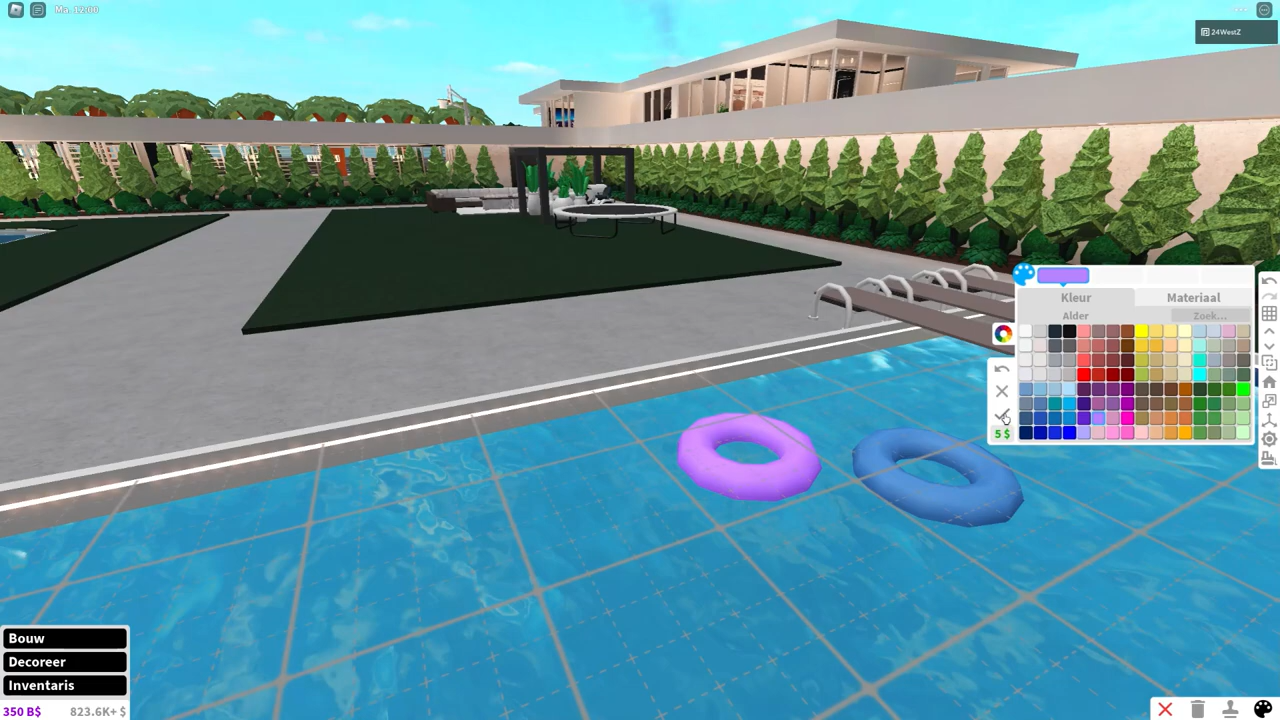 Ma. 12:00
24WestZ
Kleur
Materiaal
Alder
Zoek...
5 $
Bouw
Decoreer
Inventaris
350 B$
823.6K+ $